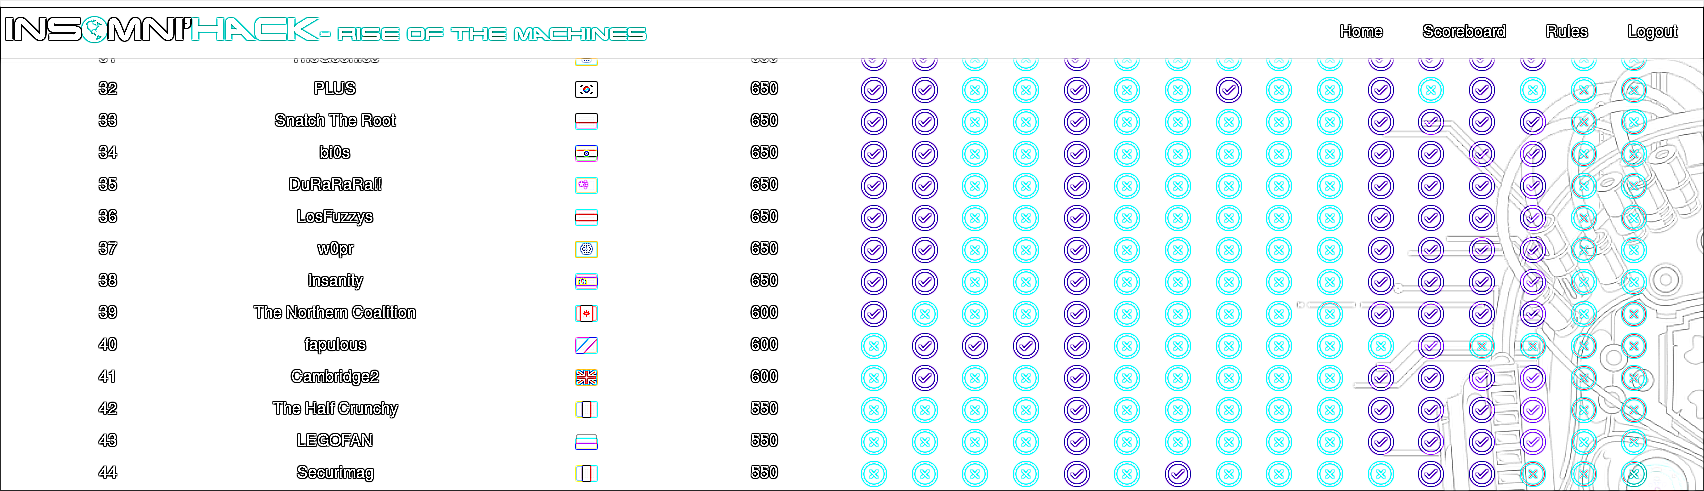 INSOMNI'HACK - RISE OF THE MACHINES Home Scoreboard Rules Logout
32 PLUS 650
33 Snatch The Root 650
34 bi0s 650
35 DuRaRaRa!! 650
36 LosFuzzys 650
37 w0pr 650
38 Insanity 650
39 The Northern Coalition 600
40 fapulous 600
41 Cambridge2 600
42 The Half Crunchy 550
43 LEGOFAN 550
44 Securimag 550